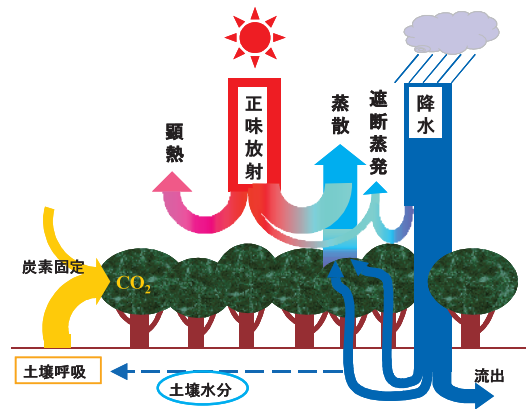 正味放射
顕熱
蒸散
遮断蒸発
降水
炭素固定
CO₂
土壌呼吸
土壌水分
流出